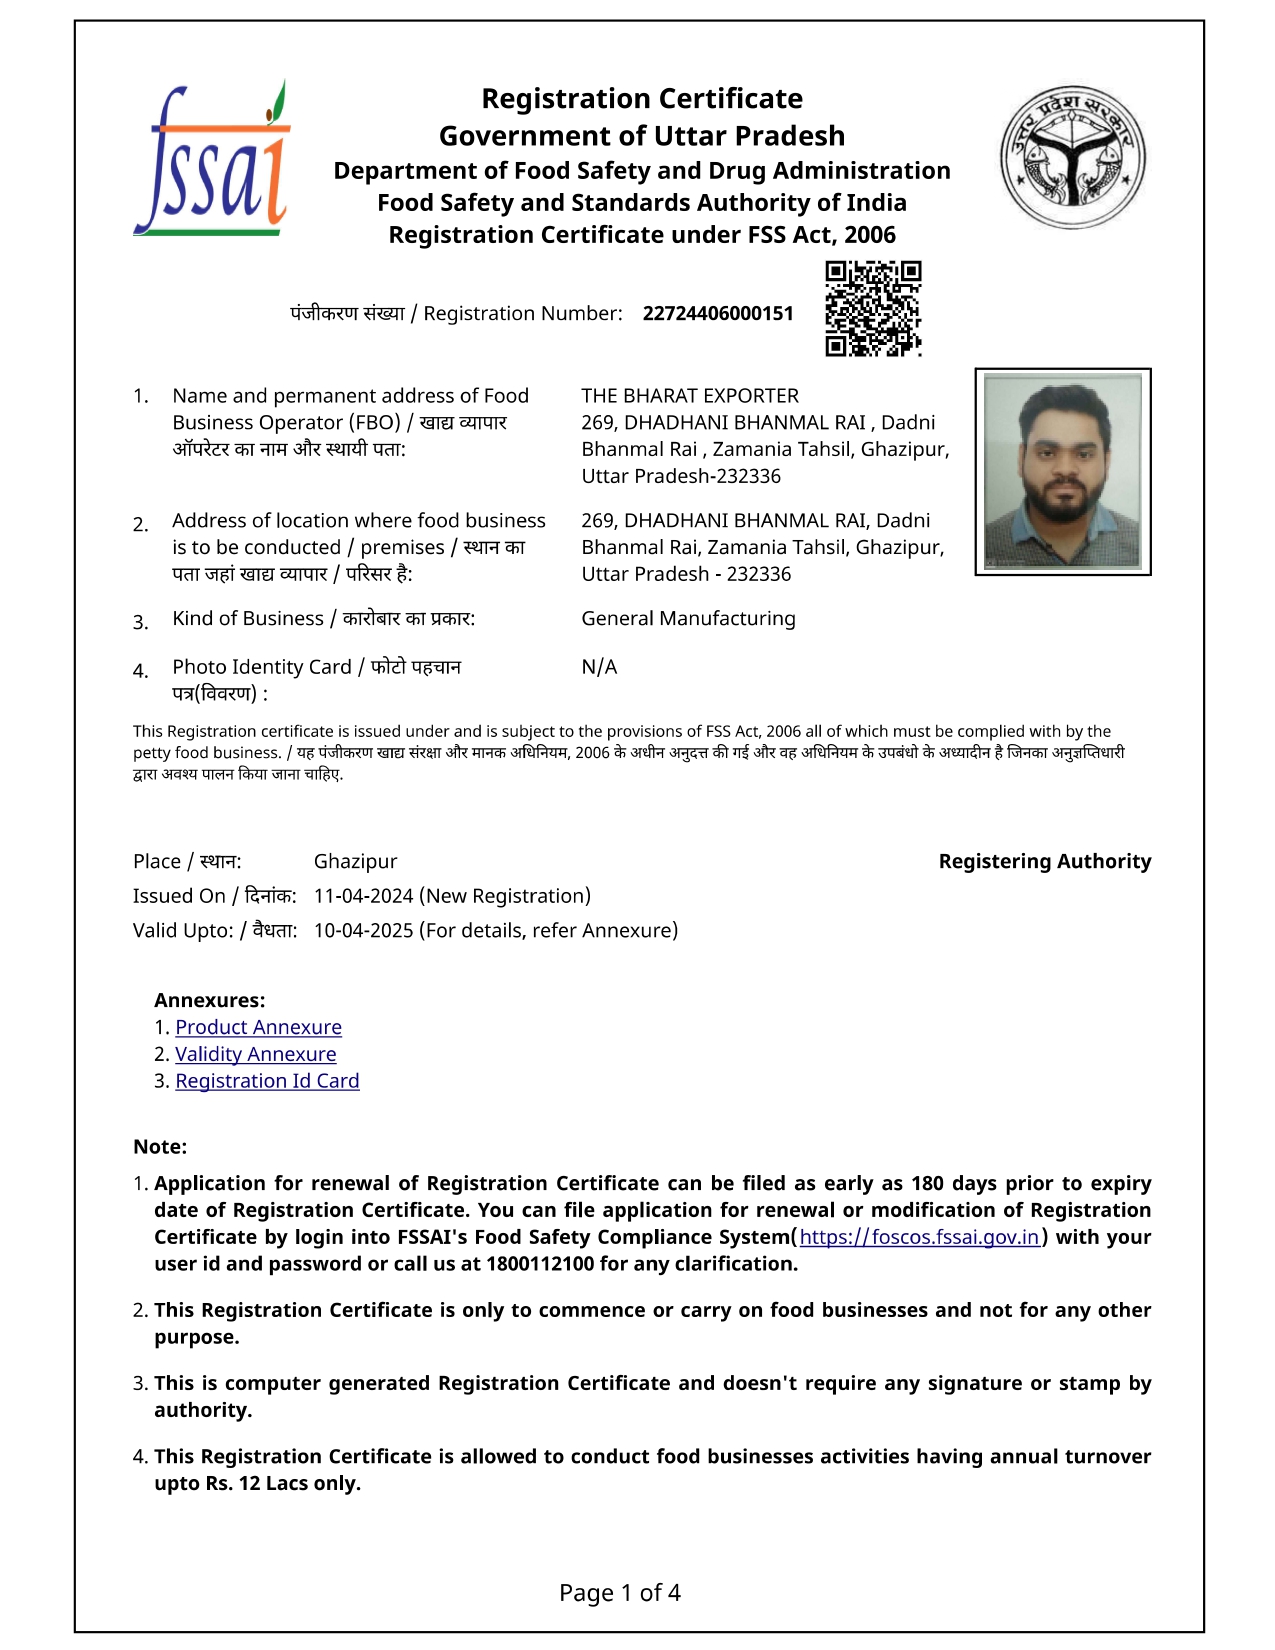 fssai
उत्तर प्रदेश सरकार
Registration Certificate
Government of Uttar Pradesh
Department of Food Safety and Drug Administration
Food Safety and Standards Authority of India
Registration Certificate under FSS Act, 2006
पंजीकरण संख्या / Registration Number: 22724406000151
1. Name and permanent address of Food
Business Operator (FBO) / खाद्य व्यापार
ऑपरेटर का नाम और स्थायी पता:
THE BHARAT EXPORTER
269, DHADHANI BHANMAL RAI , Dadni
Bhanmal Rai , Zamania Tahsil, Ghazipur,
Uttar Pradesh-232336
2. Address of location where food business
is to be conducted / premises / स्थान का
पता जहां खाद्य व्यापार / परिसर है:
269, DHADHANI BHANMAL RAI, Dadni
Bhanmal Rai, Zamania Tahsil, Ghazipur,
Uttar Pradesh - 232336
3. Kind of Business / कारोबार का प्रकार: General Manufacturing
4. Photo Identity Card / फोटो पहचान
पत्र(विवरण) :
N/A
This Registration certificate is issued under and is subject to the provisions of FSS Act, 2006 all of which must be complied with by the
petty food business. / यह पंजीकरण खाद्य संरक्षा और मानक अधिनियम, 2006 के अधीन अनुदत्त की गई और वह अधिनियम के उपबंधो के अध्यादीन है जिनका अनुज्ञप्तिधारी
द्वारा अवश्य पालन किया जाना चाहिए.
Place / स्थान: Ghazipur Registering Authority
Issued On / दिनांक: 11-04-2024 (New Registration)
Valid Upto: / वैधता: 10-04-2025 (For details, refer Annexure)
Annexures:
1. Product Annexure
2. Validity Annexure
3. Registration Id Card
Note:
1. Application for renewal of Registration Certificate can be filed as early as 180 days prior to expiry
date of Registration Certificate. You can file application for renewal or modification of Registration
Certificate by login into FSSAI's Food Safety Compliance System(https://foscos.fssai.gov.in) with your
user id and password or call us at 1800112100 for any clarification.
2. This Registration Certificate is only to commence or carry on food businesses and not for any other
purpose.
3. This is computer generated Registration Certificate and doesn't require any signature or stamp by
authority.
4. This Registration Certificate is allowed to conduct food businesses activities having annual turnover
upto Rs. 12 Lacs only.
Page 1 of 4